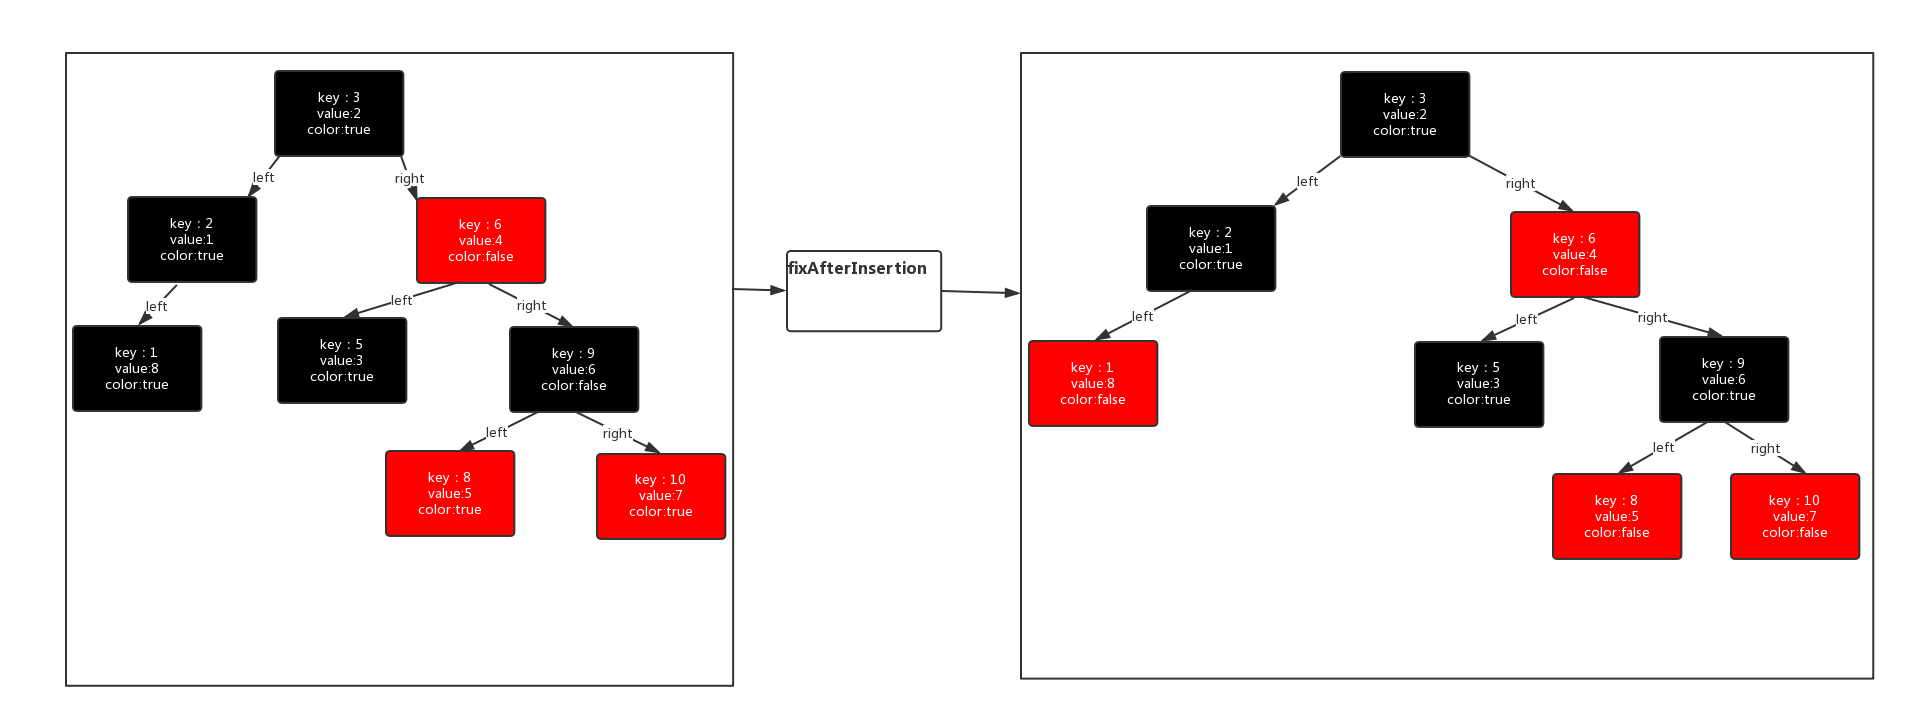 key : 3
value:2
color:true
left
right
key : 2
value:1
color:true
key : 6
value:4
color:false
left
left
right
key : 1
value:8
color:true
key : 5
value:3
color:true
key : 9
value:6
color:false
left
right
key : 8
value:5
color:true
key : 10
value:7
color:true
fixAfterInsertion
key : 3
value:2
color:true
left
right
key : 2
value:1
color:true
key : 6
value:4
color:false
left
left
right
key : 1
value:8
color:false
key : 5
value:3
color:true
key : 9
value:6
color:true
left
right
key : 8
value:5
color:false
key : 10
value:7
color:false